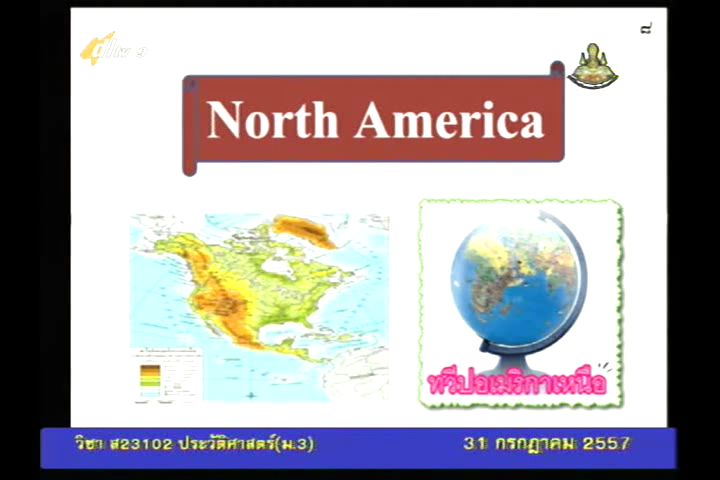 ๘
North America
ทวีปอเมริกาเหนือ
วิชา ส23102 ประวัติศาสตร์(ม.3)
31 กรกฎาคม 2557